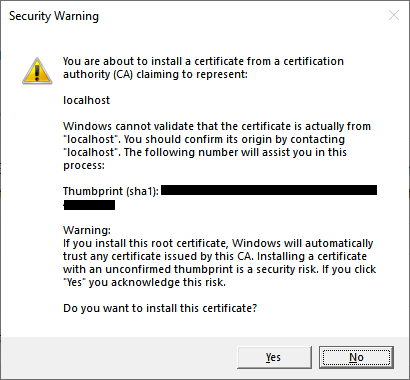 Security Warning
You are about to install a certificate from a certification
authority (CA) claiming to represent:
localhost
Windows cannot validate that the certificate is actually from
"localhost". You should confirm its origin by contacting
"localhost". The following number will assist you in this
process:
Thumbprint (sha1):
Warning:
If you install this root certificate, Windows will automatically
trust any certificate issued by this CA. Installing a certificate
with an unconfirmed thumbprint is a security risk. If you click
"Yes" you acknowledge this risk.
Do you want to install this certificate?
Yes
No